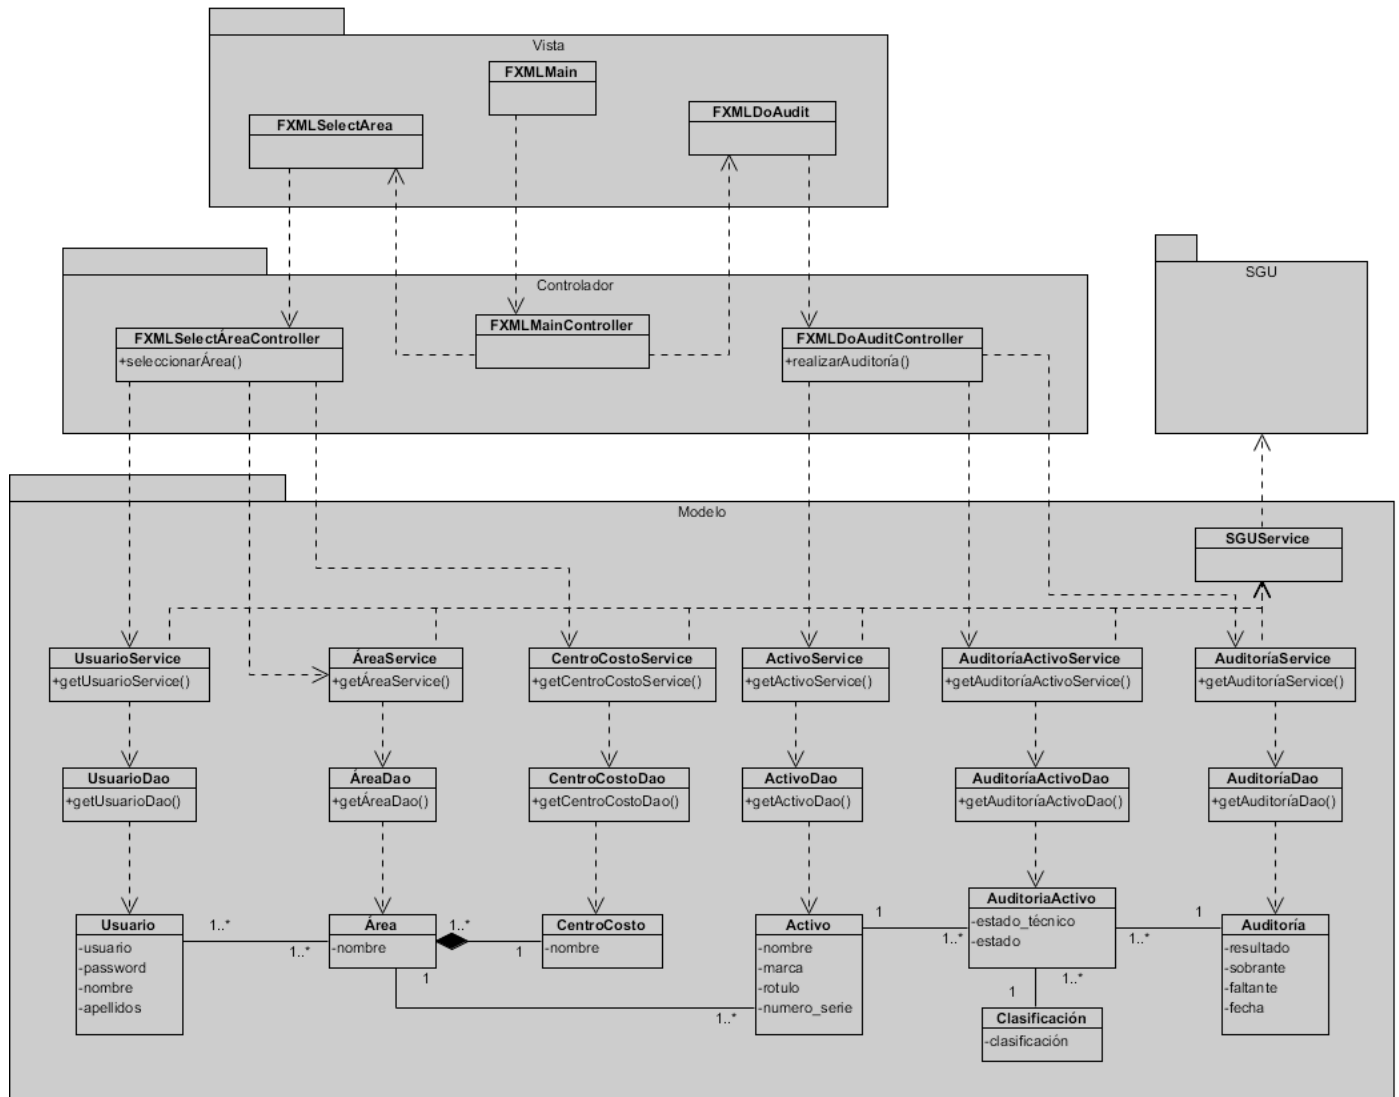 Vista
FXMLMain
FXMLSelectArea
FXMLDoAudit
Controlador
FXMLSelectÁreaController
+seleccionarÁrea()
FXMLMainController
FXMLDoAuditController
+realizarAuditoría()
SGU
Modelo
SGUService
UsuarioService
+getUsuarioService()
ÁreaService
+getÁreaService()
CentroCostoService
+getCentroCostoService()
ActivoService
+getActivoService()
AuditoríaActivoService
+getAuditoríaActivoService()
AuditoríaService
+getAuditoríaService()
UsuarioDao
+getUsuarioDao()
ÁreaDao
+getÁreaDao()
CentroCostoDao
+getCentroCostoDao()
ActivoDao
+getActivoDao()
AuditoríaActivoDao
+getAuditoríaActivoDao()
AuditoríaDao
+getAuditoríaDao()
Usuario
-usuario
-password
-nombre
-apellidos
1..*
1..*
Área
-nombre
1..*
1
CentroCosto
-nombre
1
1..*
Activo
-nombre
-marca
-rotulo
-numero_serie
1
1..*
AuditoriaActivo
-estado_técnico
-estado
1
1..*
Auditoría
-resultado
-sobrante
-faltante
-fecha
1..*
1
Clasificación
-clasificación